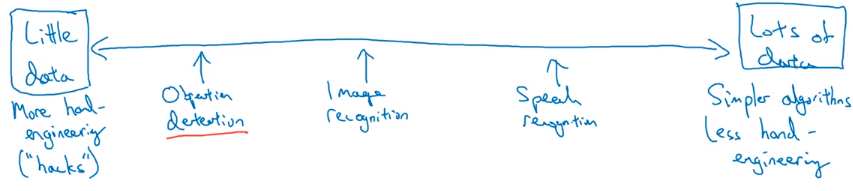 Little
data
More hand-
engineering
("hacks")
Object
detection
Image
recognition
Speech
recognition
Lots of
data
Simpler algorithms
Less hand-
engineering